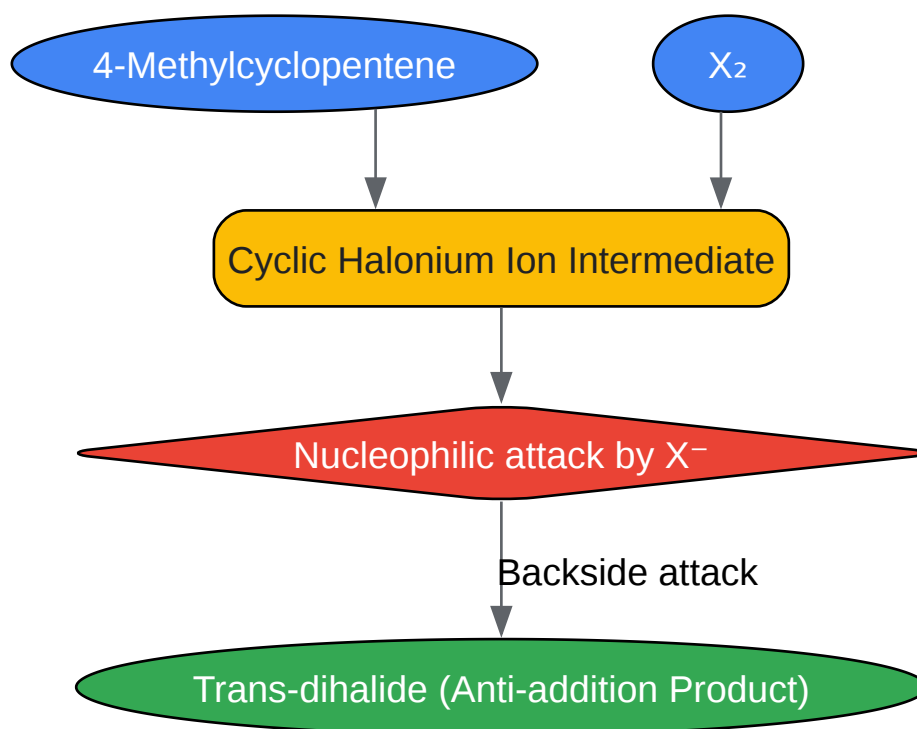 4-Methylcyclopentene
X₂
Cyclic Halonium Ion Intermediate
Nucleophilic attack by X⁻
Backside attack
Trans-dihalide (Anti-addition Product)